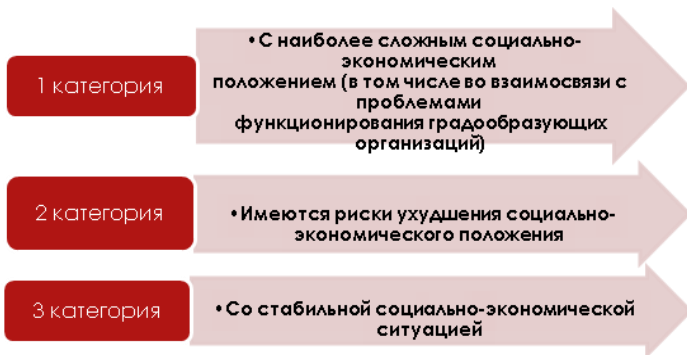 1 категория
• С наиболее сложным социально-
экономическим
положением (в том числе во взаимосвязи с
проблемами
функционирования градообразующих
организаций)
2 категория
• Имеются риски ухудшения социально-
экономического положения
3 категория
• Со стабильной социально-экономической
ситуацией